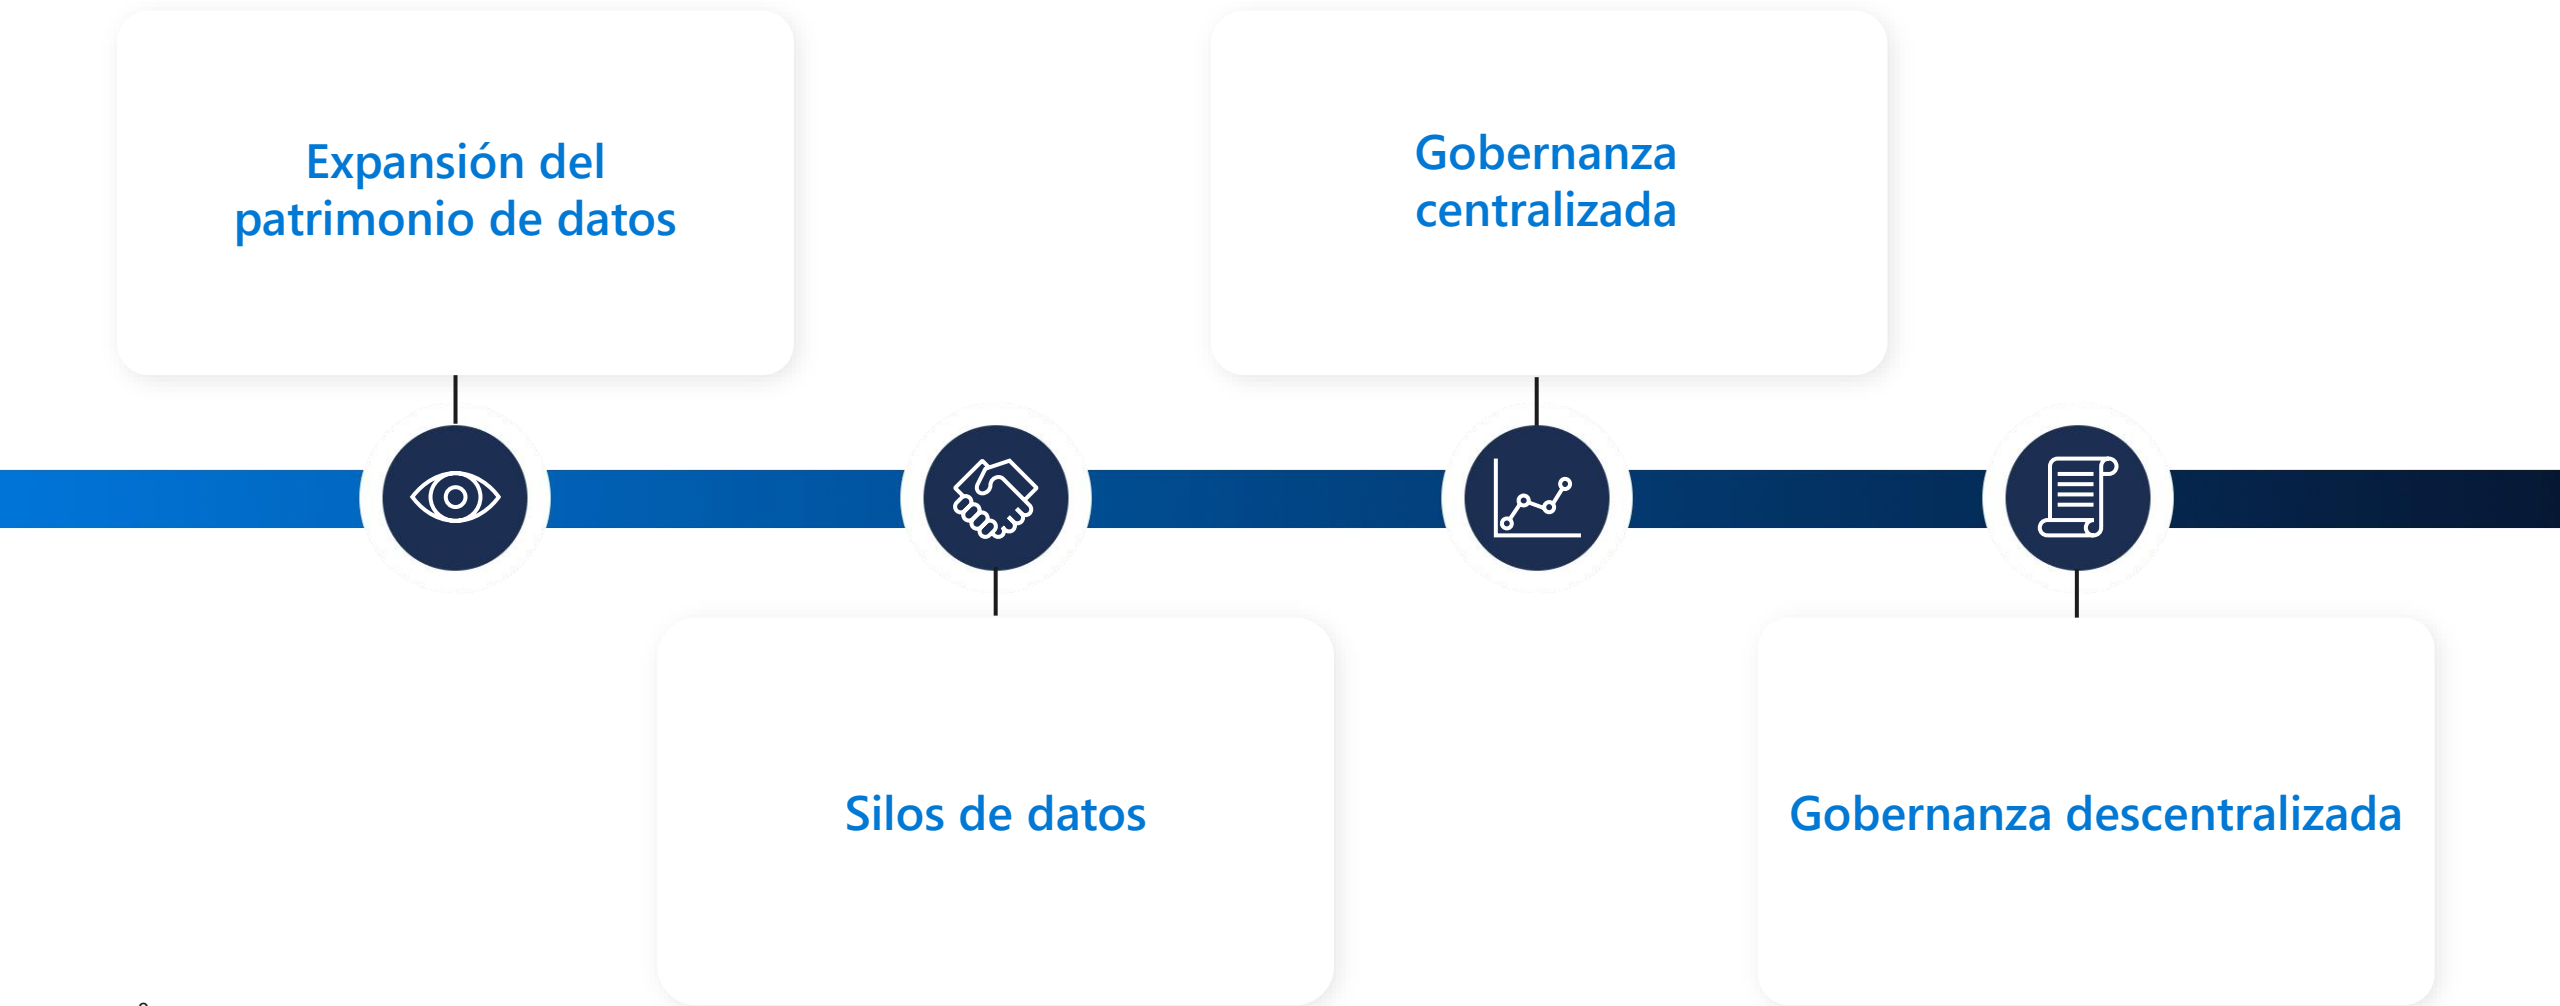 Expansión del
patrimonio de datos
Silos de datos
Gobernanza
centralizada
Gobernanza descentralizada